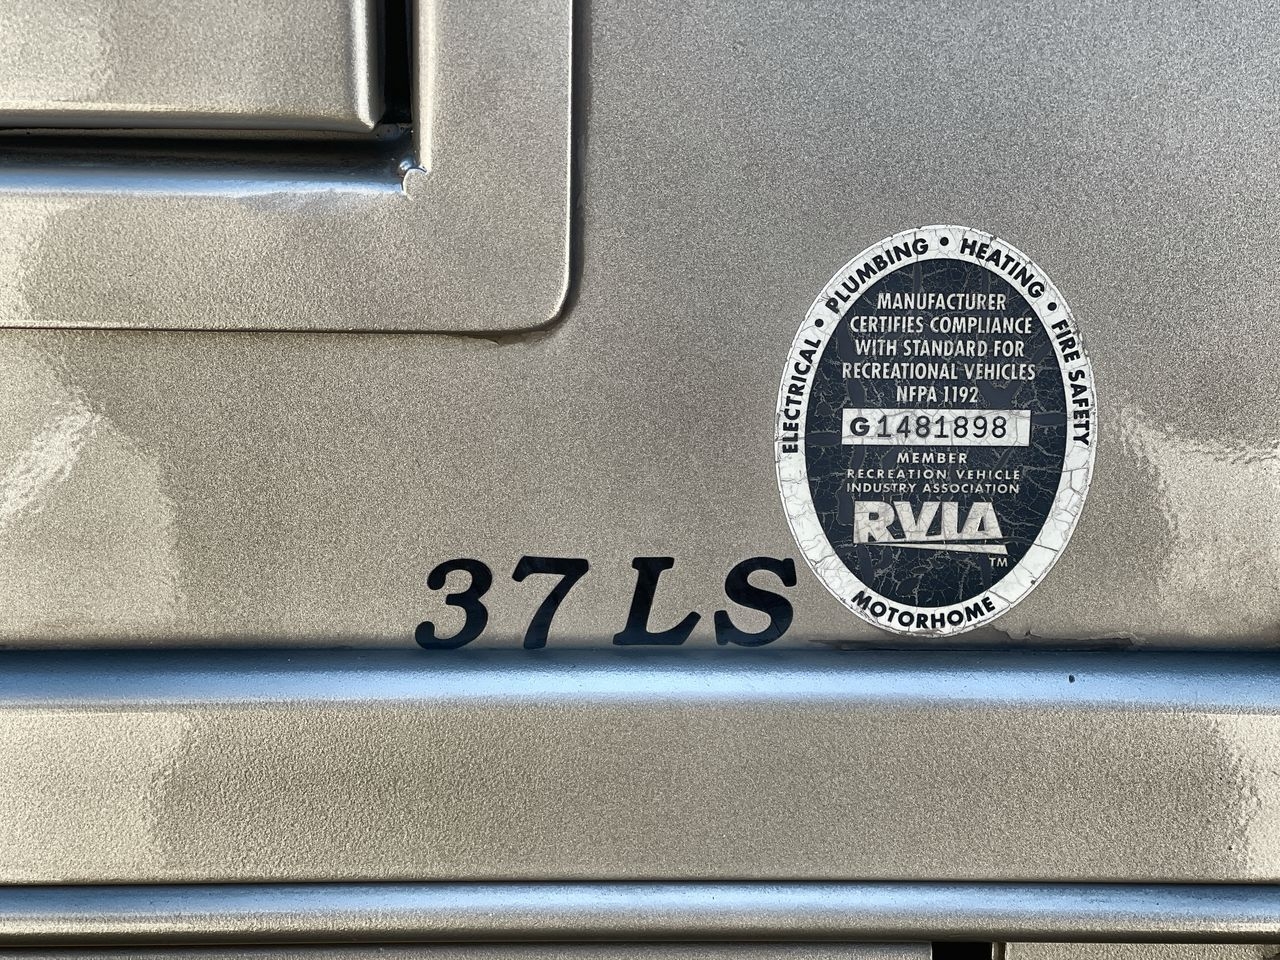 ELECTRICAL • PLUMBING • HEATING • FIRE SAFETY
MANUFACTURER
CERTIFIES COMPLIANCE
WITH STANDARD FOR
RECREATIONAL VEHICLES
NFPA 1192
G1481898
MEMBER
RECREATION VEHICLE
INDUSTRY ASSOCIATION
RVIA
TM
MOTORHOME
37LS